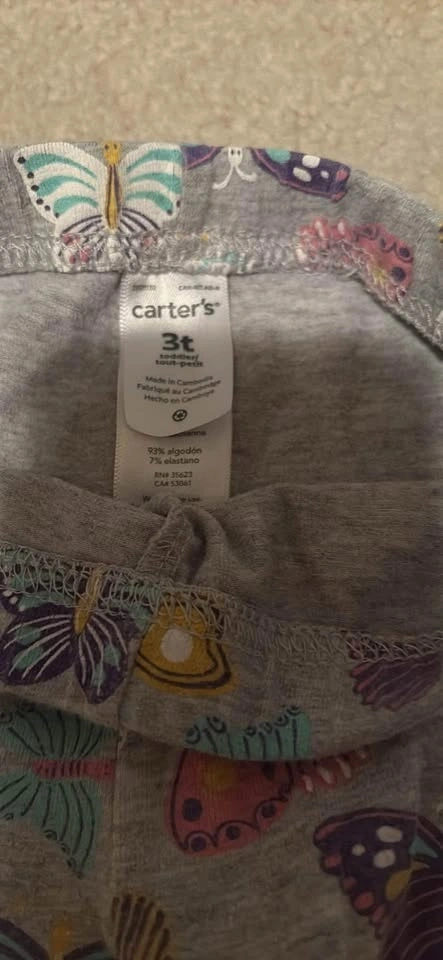 carter's®
3t
toddler/
tout-petit
Made in Cambodia
Fabriqué au Cambodge
Hecho en Camboya
93% algodón
7% elastano
RN# 35623
CA# 53061